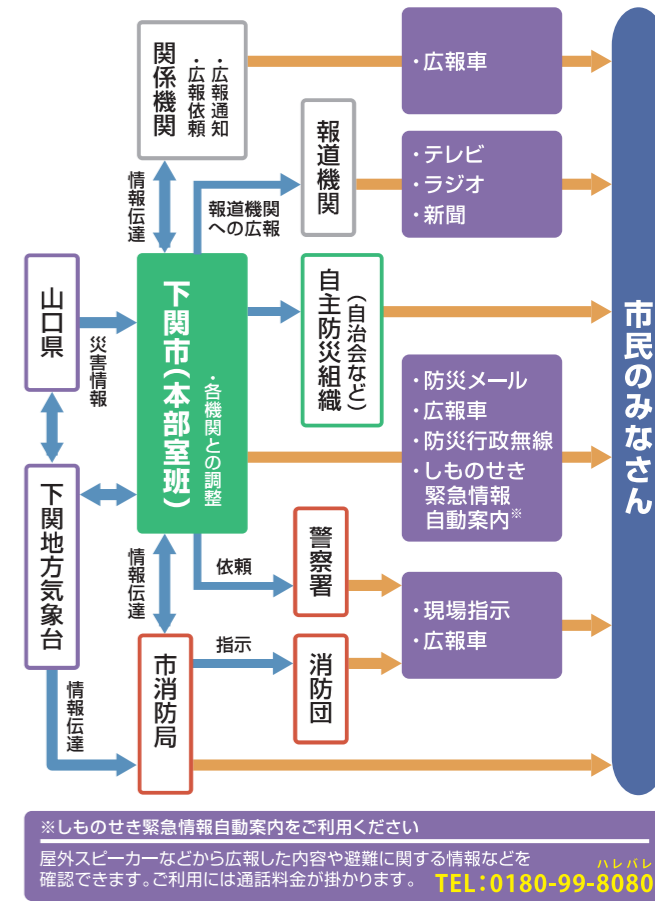 関係機関
・広報通知
・広報依頼
・広報車
報道機関
・テレビ
・ラジオ
・新聞
情報伝達
報道機関
への広報
山口県
災害情報
下関市(本部室班)
・各機関との調整
自主防災組織
(自治会など)
・防災メール
・広報車
・防災行政無線
・しものせき
緊急情報
自動案内※
市民のみなさん
下関地方気象台
情報伝達
依頼
警察署
・現場指示
・広報車
市消防局
指示
消防団
情報伝達
※しものせき緊急情報自動案内をご利用ください
屋外スピーカーなどから広報した内容や避難に関する情報などを
確認できます。ご利用には通話料金が掛かります。
ハレバレ
TEL:0180-99-8080